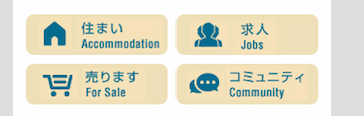 住まい
Accommodation
求人
Jobs
売ります
For Sale
コミュニティ
Community